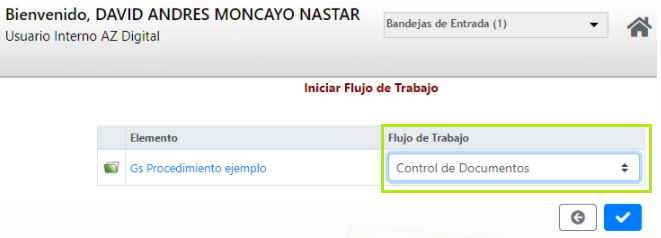 Bienvenido, DAVID ANDRES MONCAYO NASTAR
Usuario Interno AZ Digital
Bandejas de Entrada (1)
Iniciar Flujo de Trabajo
Elemento Flujo de Trabajo
Gs Procedimiento ejemplo Control de Documentos